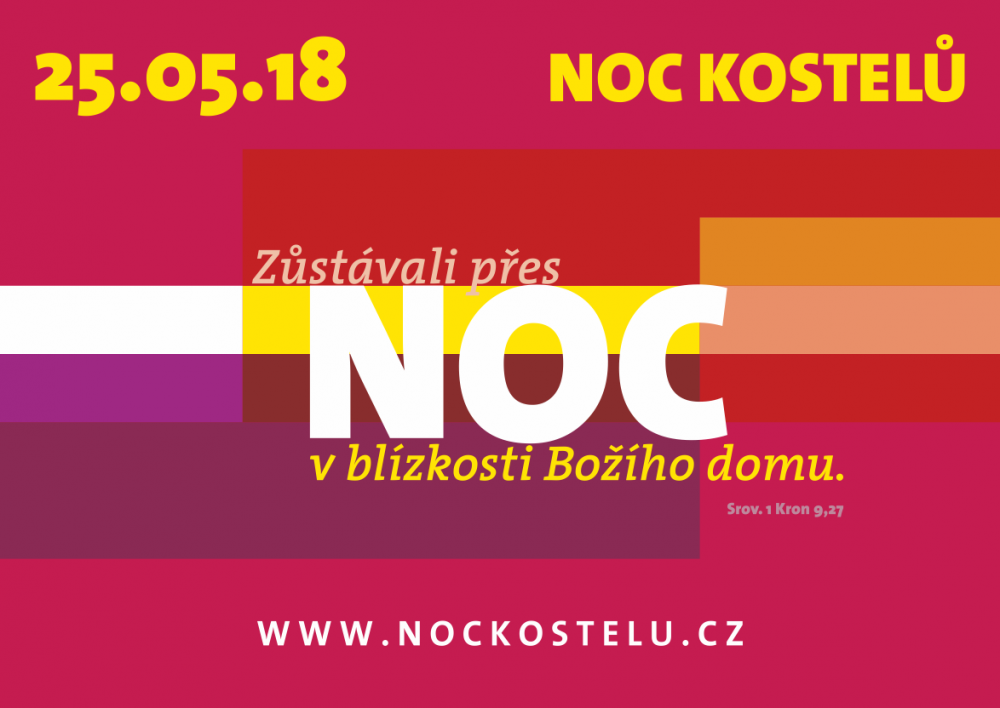 25.05.18
NOC KOSTELŮ
Zůstávali přes
NOC
v blízkosti Božího domu.
Srov. 1 Kron 9,27
WWW.NOCKOSTELU.CZ